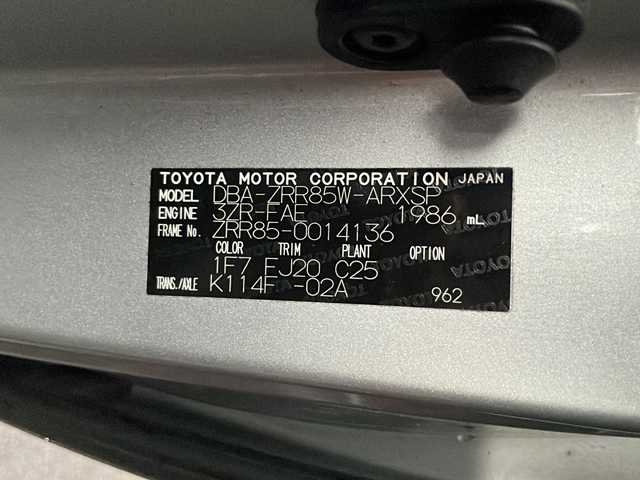 TOYOTA MOTOR CORPORATION JAPAN
MODEL DBA-ZRR85W-ARXSP
ENGINE 3ZR-FAE 1986 mL
FRAME No. ZRR85-0014136
COLOR TRIM PLANT OPTION
1F7 FJ20 C25
TRANS./AXLE K114F -02A 962